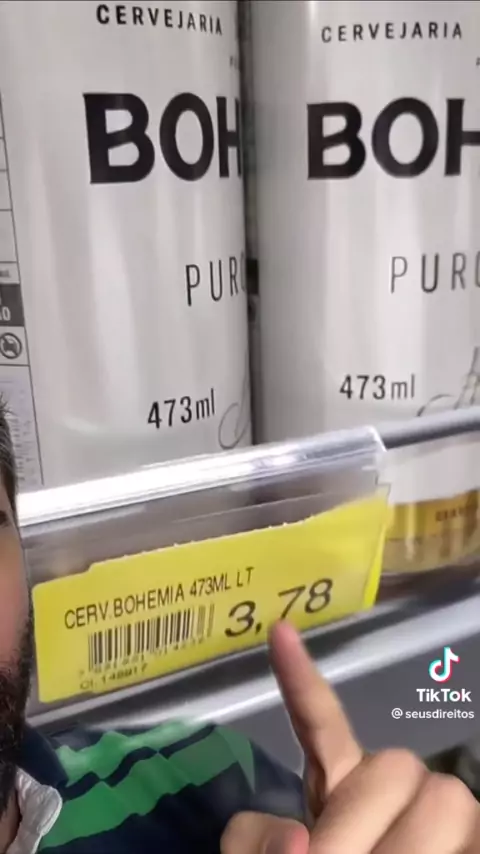 CERVEJARIA
CERVEJARIA
BOH
BOH
PURO
PURO
473ml
473ml
CERV.BOHEMIA 473ML LT
3,78
TikTok
@seusdireitos